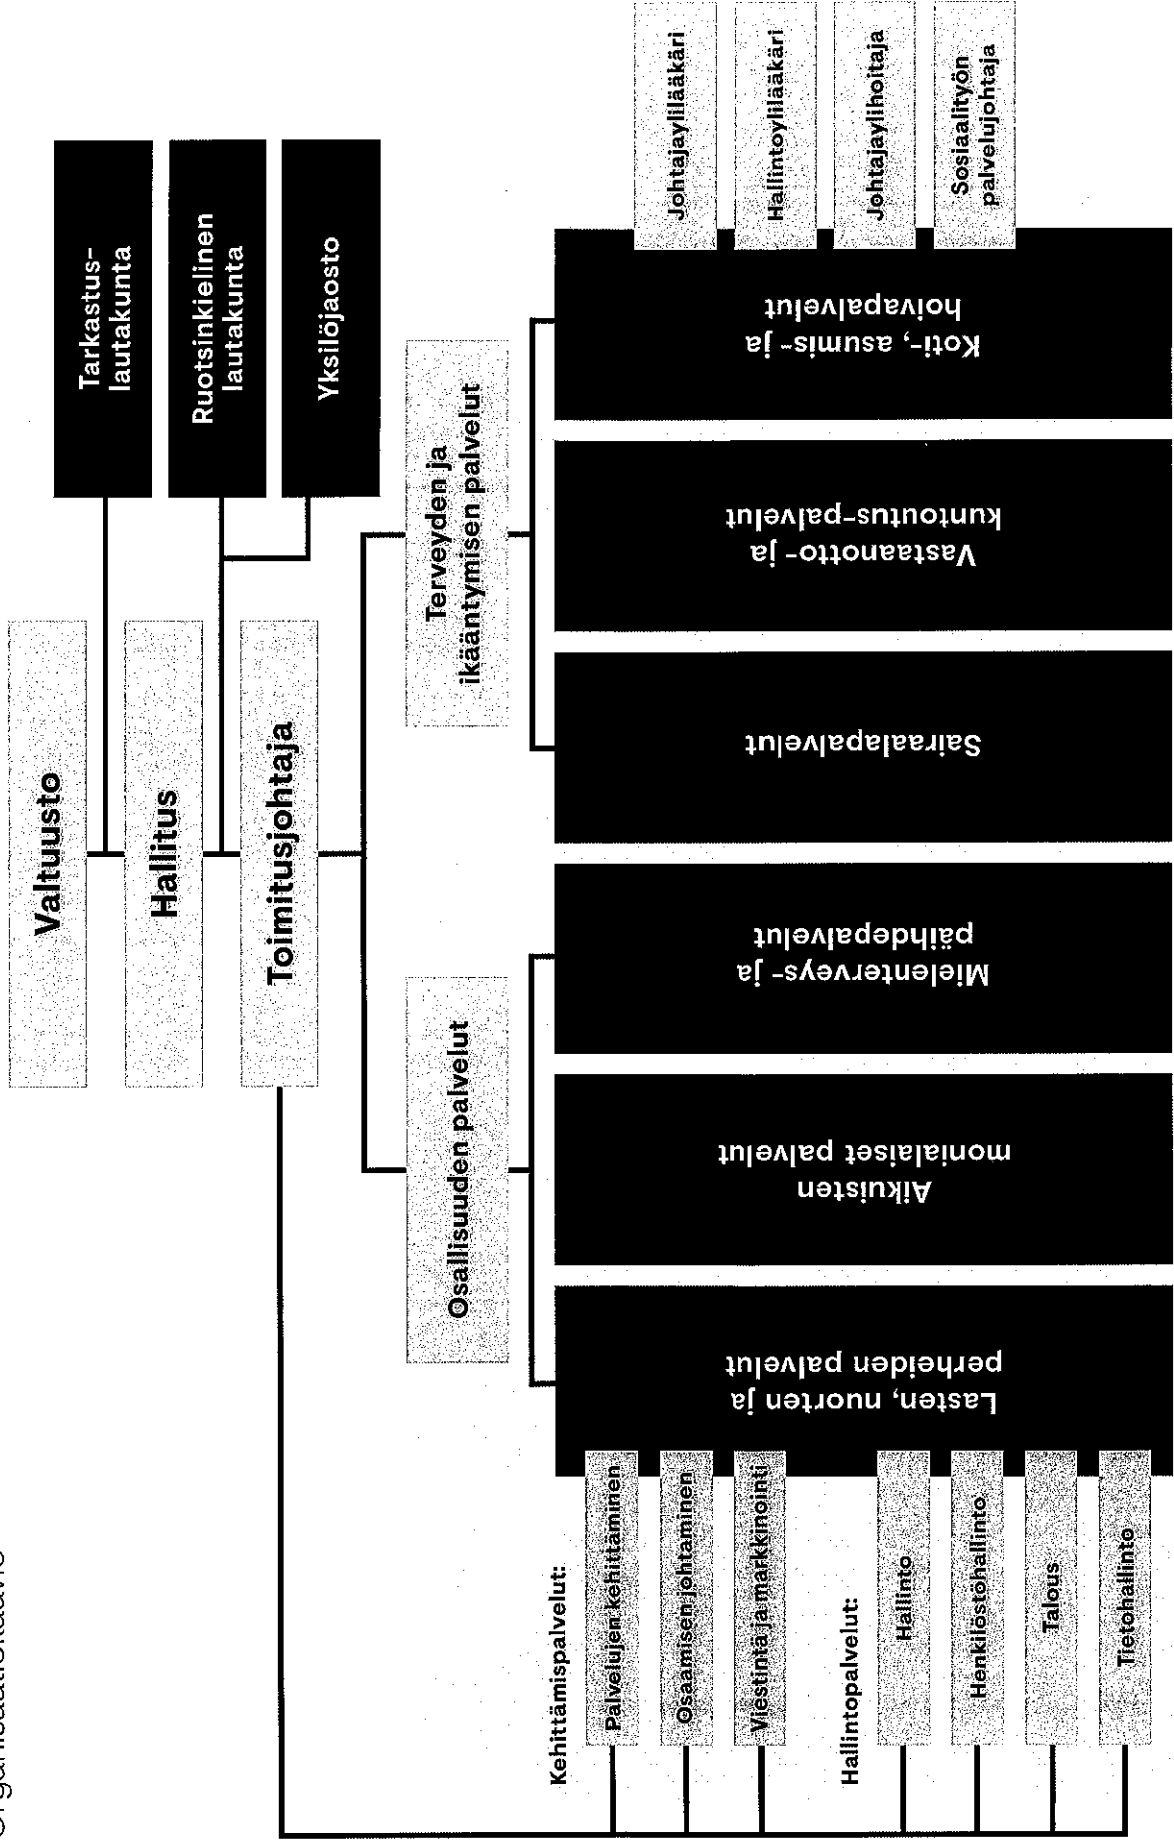 Organisaatiokaavio
Valtuusto
Tarkastus-
lautakunta
Hallitus
Ruotsinkielinen
lautakunta
Yksilöjaosto
Toimitusjohtaja
Osallisuuden palvelut
Terveyden ja
ikääntymisen palvelut
Kehittämispalvelut:
Palvelujen kehittäminen
Osaamisen johtaminen
Viestintä ja markkinointi
Hallintopalvelut:
Hallinto
Henkilöstöhallinto
Talous
Tietohallinto
Lasten, nuorten ja
perheiden palvelut
Aikuisten
monialaiset palvelut
Mielenterveys- ja
päihdepalvelut
Sairaalapalvelut
Vastaanotto- ja
kuntoutus-palvelut
Koti-, asumis- ja
hoivapalvelut
Johtajaylilääkäri
Hallintoylilääkäri
Johtajaylihoitaja
Sosiaalityön
palvelujohtaja